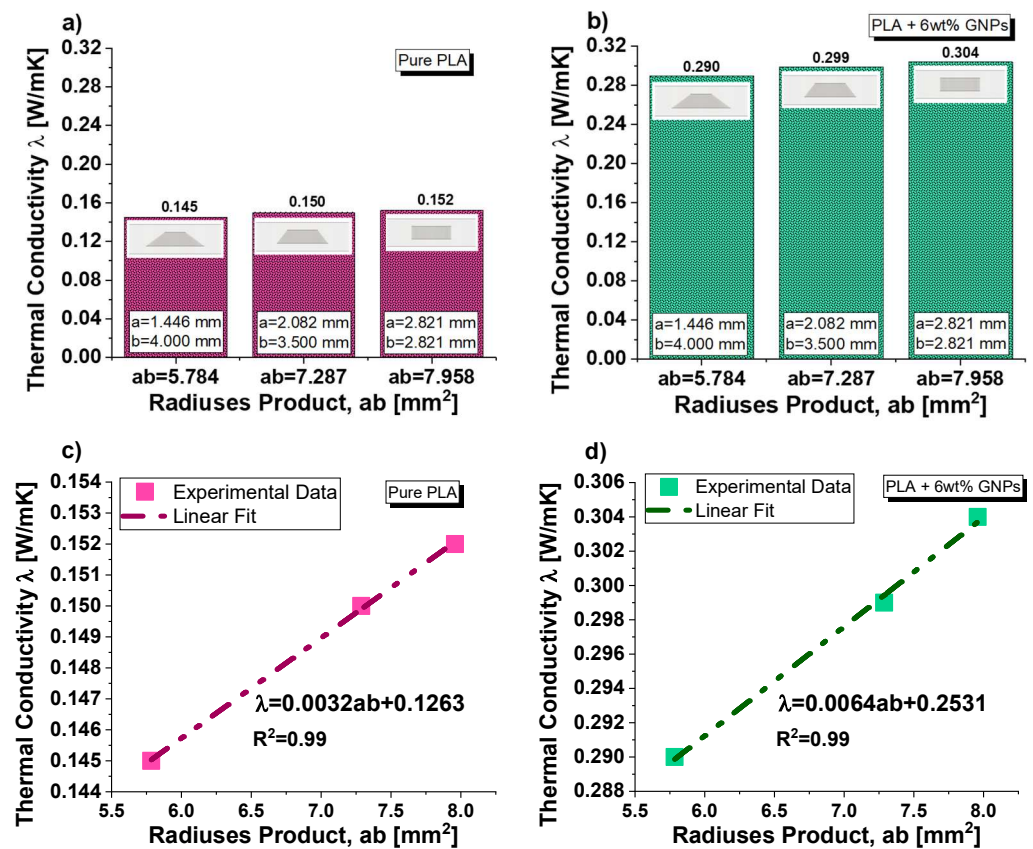 a)
Pure PLA
Thermal Conductivity λ [W/mK]
0.32
0.28
0.24
0.20
0.16
0.12
0.08
0.04
0.00
0.145
0.150
0.152
a=1.446 mm
b=4.000 mm
a=2.082 mm
b=3.500 mm
a=2.821 mm
b=2.821 mm
ab=5.784
ab=7.287
ab=7.958
Radiuses Product, ab [mm²]
b)
PLA + 6wt% GNPs
Thermal Conductivity λ [W/mK]
0.32
0.28
0.24
0.20
0.16
0.12
0.08
0.04
0.00
0.290
0.299
0.304
a=1.446 mm
b=4.000 mm
a=2.082 mm
b=3.500 mm
a=2.821 mm
b=2.821 mm
ab=5.784
ab=7.287
ab=7.958
Radiuses Product, ab [mm²]
c)
Thermal Conductivity λ [W/mK]
0.154
0.153
0.152
0.151
0.150
0.149
0.148
0.147
0.146
0.145
0.144
Experimental Data
Linear Fit
Pure PLA
λ=0.0032ab+0.1263
R²=0.99
5.5
6.0
6.5
7.0
7.5
8.0
Radiuses Product, ab [mm²]
d)
Thermal Conductivity λ [W/mK]
0.306
0.304
0.302
0.300
0.298
0.296
0.294
0.292
0.290
0.288
Experimental Data
Linear Fit
PLA + 6wt% GNPs
λ=0.0064ab+0.2531
R²=0.99
5.5
6.0
6.5
7.0
7.5
8.0
Radiuses Product, ab [mm²]